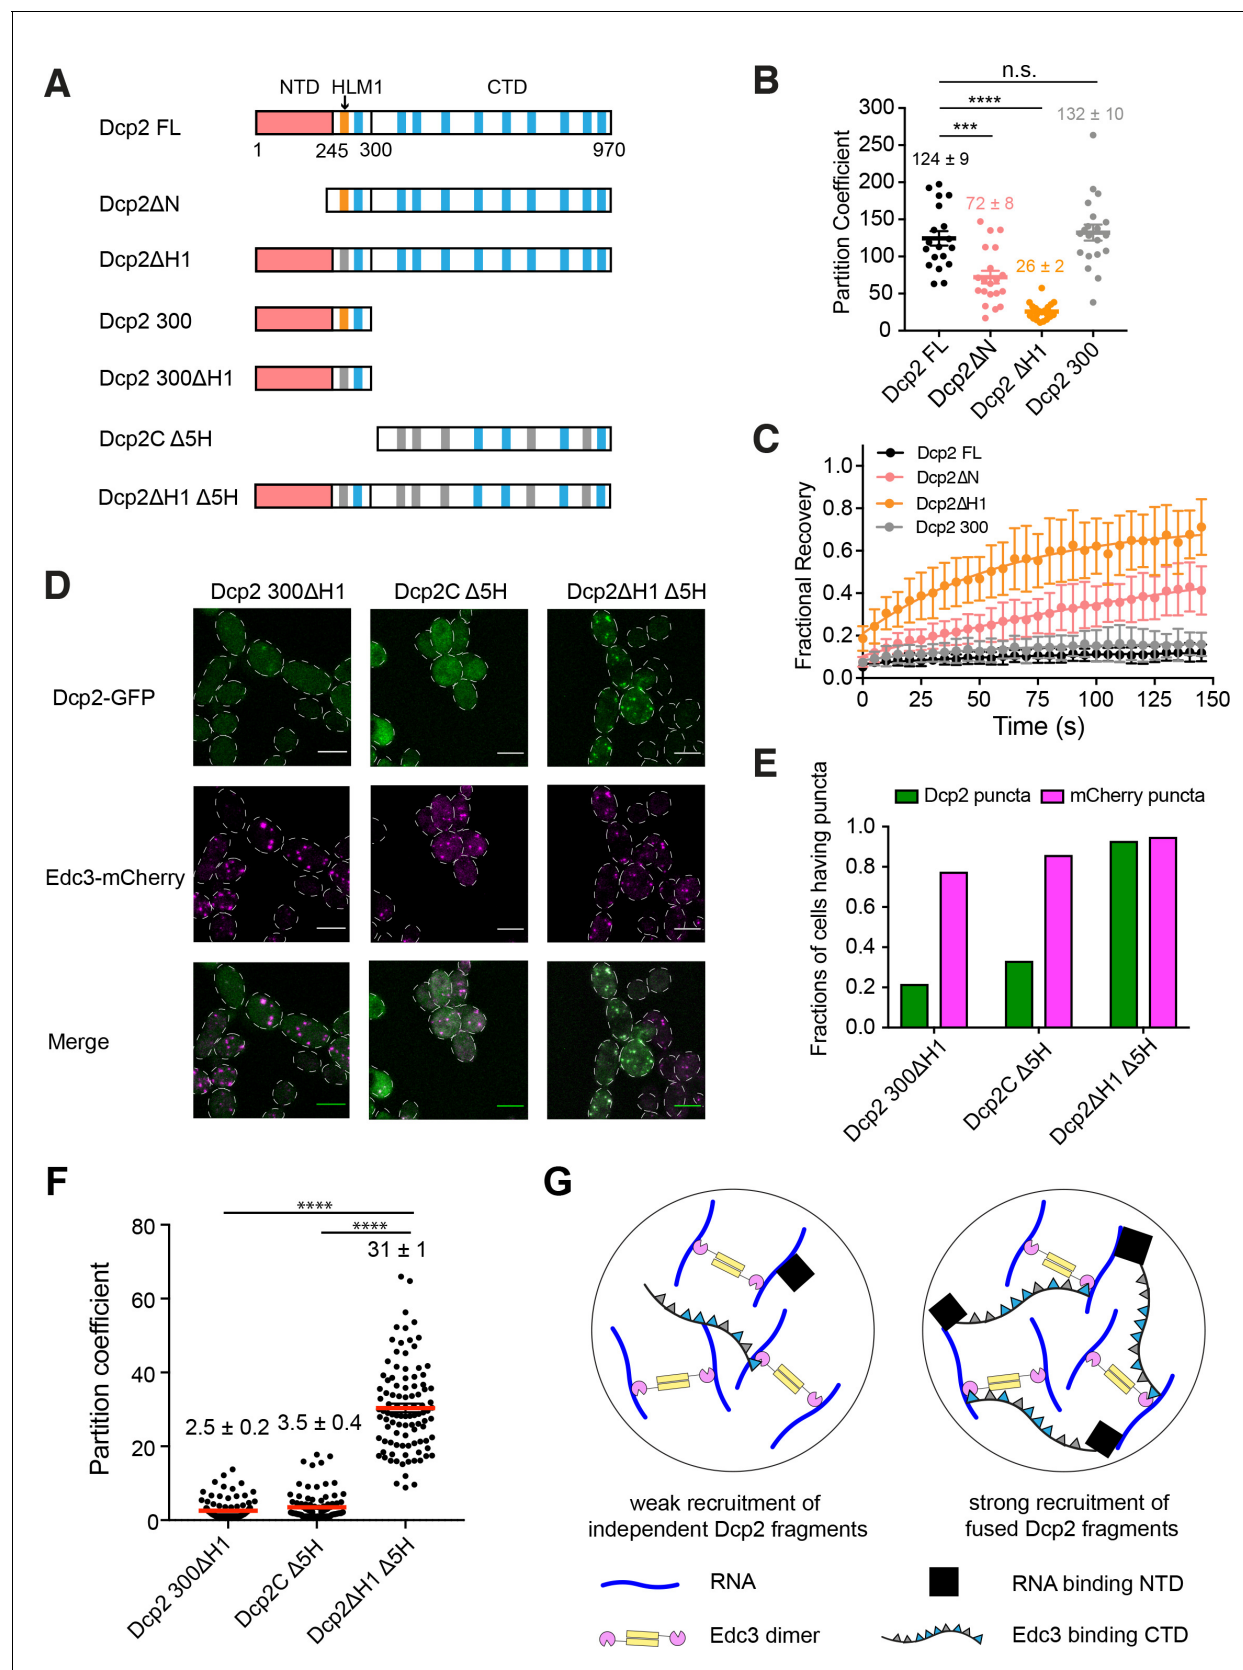 A
NTD HLM1 CTD
Dcp2 FL
1 245 300 970
Dcp2ΔN
Dcp2ΔH1
Dcp2 300
Dcp2 300ΔH1
Dcp2C Δ5H
Dcp2ΔH1 Δ5H
B
n.s.
****
***
124 ± 9
72 ± 8
26 ± 2
132 ± 10
Partition Coefficient
300
250
200
150
100
50
0
Dcp2 FL
Dcp2ΔN
Dcp2 ΔH1
Dcp2 300
C
Dcp2 FL
Dcp2ΔN
Dcp2ΔH1
Dcp2 300
Fractional Recovery
1.0
0.8
0.6
0.4
0.2
0.0
0 25 50 75 100 125 150
Time (s)
D
Dcp2 300ΔH1 Dcp2C Δ5H Dcp2ΔH1 Δ5H
Dcp2-GFP
Edc3-mCherry
Merge
E
Dcp2 puncta mCherry puncta
Fractions of cells having puncta
1.0
0.8
0.6
0.4
0.2
0.0
Dcp2 300ΔH1
Dcp2C Δ5H
Dcp2ΔH1 Δ5H
F
****
****
31 ± 1
2.5 ± 0.2
3.5 ± 0.4
Partition coefficient
80
60
40
20
0
Dcp2 300ΔH1
Dcp2C Δ5H
Dcp2ΔH1 Δ5H
G
weak recruitment of
independent Dcp2 fragments
strong recruitment of
fused Dcp2 fragments
RNA
RNA binding NTD
Edc3 dimer
Edc3 binding CTD